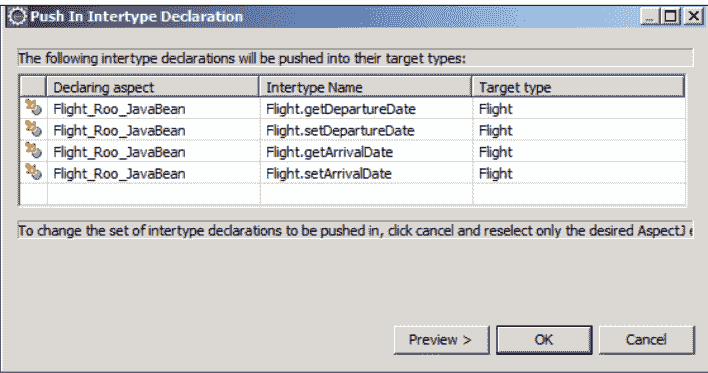 Push In Intertype Declaration
The following intertype declarations will be pushed into their target types:
Declaring aspect Intertype Name Target type
Flight_Roo_JavaBean Flight.getDepartureDate Flight
Flight_Roo_JavaBean Flight.setDepartureDate Flight
Flight_Roo_JavaBean Flight.getArrivalDate Flight
Flight_Roo_JavaBean Flight.setArrivalDate Flight
To change the set of intertype declarations to be pushed in, click cancel and reselect only the desired AspectJ e
Preview > OK Cancel